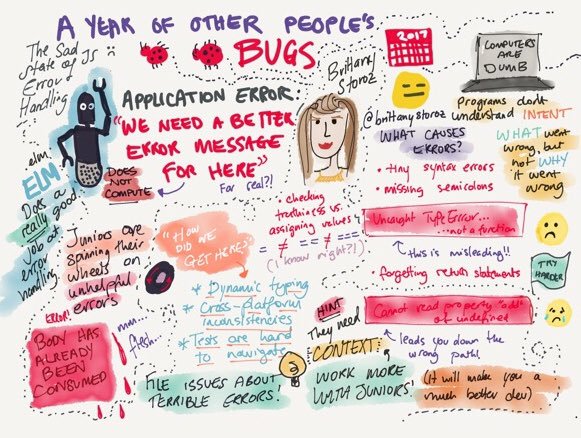 A YEAR OF OTHER PEOPLE'S
BUGS
The Sad
State of JS
Error
Handling
2017
COMPUTERS
ARE
DUMB
Brittany
Storoz
@brittanystoroz
APPLICATION ERROR
"WE NEED A BETTER
ERROR MESSAGE
FOR HERE"
For real?!
DOES
NOT
COMPUTE
elm
ELM
Does a
really good
job at
error
handling
Programs don't
understand INTENT
WHAT CAUSES
ERRORS?
• tiny syntax errors
• missing semicolons
WHAT went
wrong, but
not WHY
it went
wrong
• checking
truthiness vs.
assigning values
= ≠ == ≠ ===
(I know right?!)
Uncaught TypeError...
...not a function
this is misleading!!
forgetting return statements
TRY
HARDER
Cannot read property "add"
of undefined
leads you down the
wrong path!
Juniors are
spinning their
wheels on
unhelpful
errors
"HOW
DID WE
GET HERE?"
* Dynamic typing
* Cross-platform
inconsistencies
* Tests are hard
to navigate
ERROR!
BODY HAS
ALREADY
BEEN
CONSUMED
mm...
flesh...
FILE ISSUES ABOUT
TERRIBLE ERRORS!
HINT
They need
CONTEXT!
WORK MORE
WITH JUNIORS!
(It will make you a
much better dev)